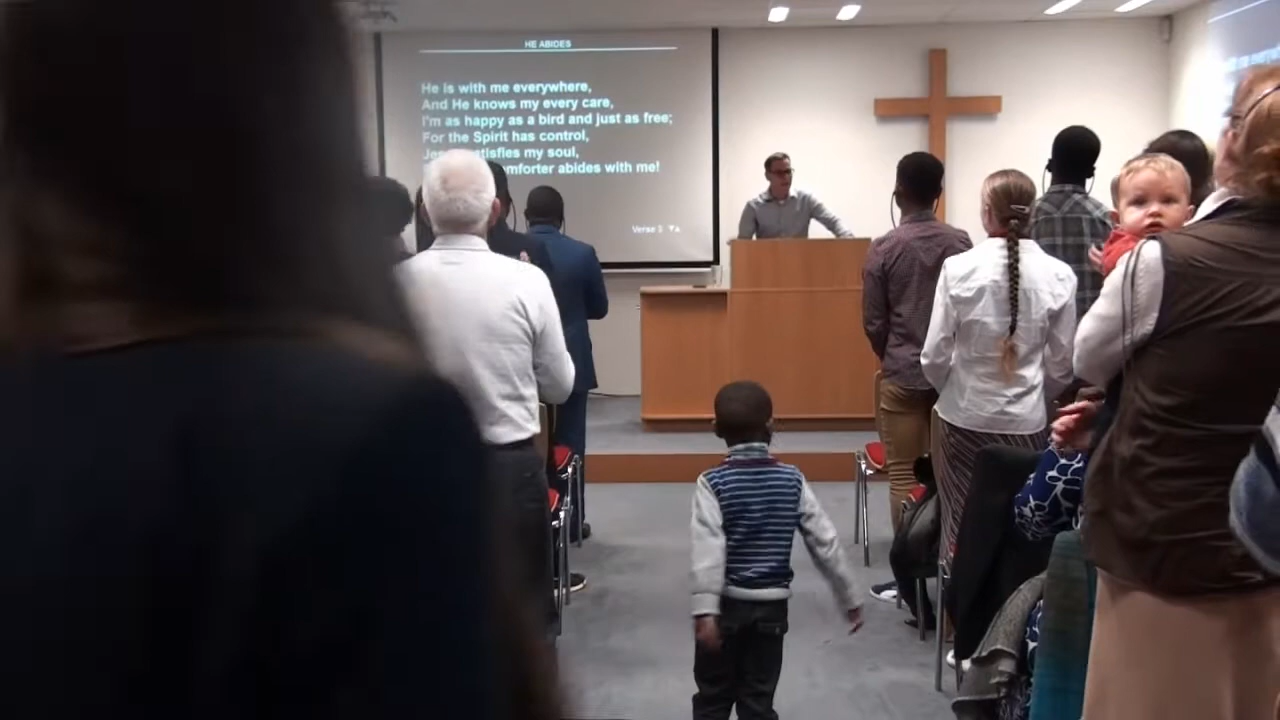 HE ABIDES
He is with me everywhere,
And He knows my every care,
I'm as happy as a bird and just as free;
For the Spirit has control,
my soul,
abides with me!
Verse